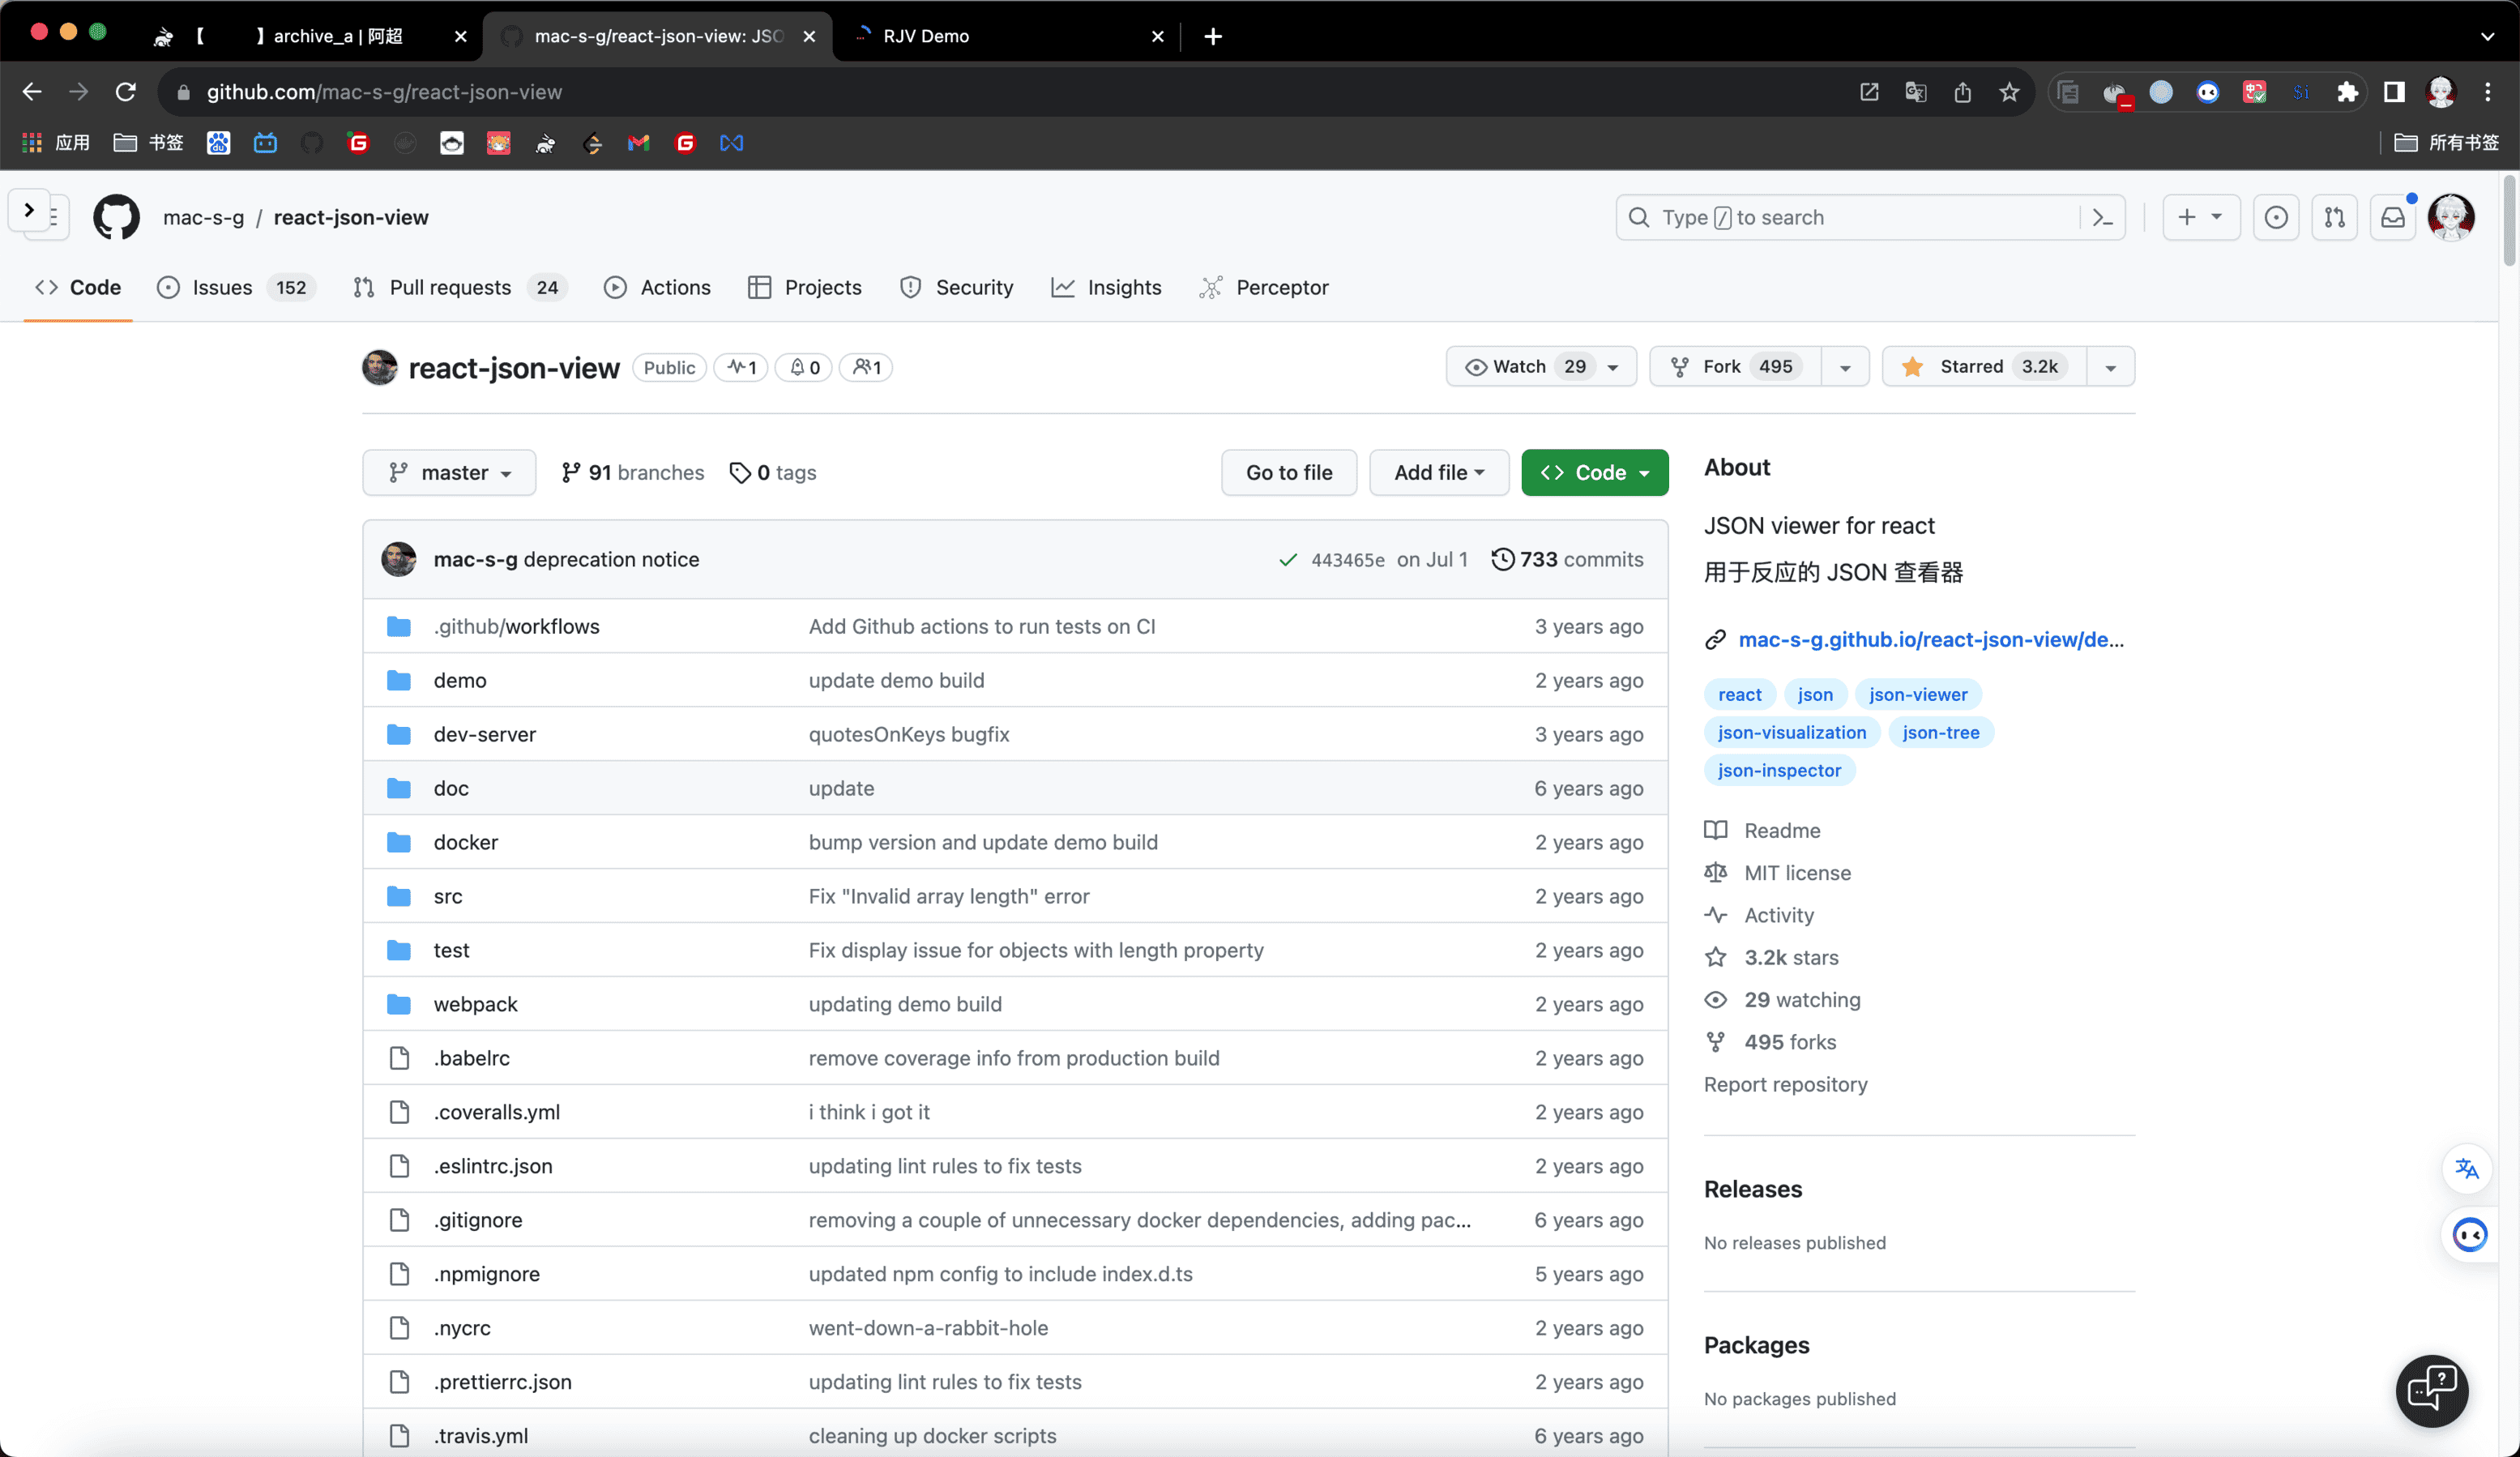 【 】archive_a | 阿超
mac-s-g/react-json-view: JSO
RJV Demo
github.com/mac-s-g/react-json-view
应用
书签
所有书签
mac-s-g / react-json-view
Type / to search
Code
Issues 152
Pull requests 24
Actions
Projects
Security
Insights
Perceptor
react-json-view Public 1 0 1
Watch 29
Fork 495
Starred 3.2k
master
91 branches
0 tags
Go to file
Add file
Code
mac-s-g deprecation notice 443465e on Jul 1 733 commits
.github/workflows Add Github actions to run tests on CI 3 years ago
demo update demo build 2 years ago
dev-server quotesOnKeys bugfix 3 years ago
doc update 6 years ago
docker bump version and update demo build 2 years ago
src Fix "Invalid array length" error 2 years ago
test Fix display issue for objects with length property 2 years ago
webpack updating demo build 2 years ago
.babelrc remove coverage info from production build 2 years ago
.coveralls.yml i think i got it 2 years ago
.eslintrc.json updating lint rules to fix tests 2 years ago
.gitignore removing a couple of unnecessary docker dependencies, adding pac... 6 years ago
.npmignore updated npm config to include index.d.ts 5 years ago
.nycrc went-down-a-rabbit-hole 2 years ago
.prettierrc.json updating lint rules to fix tests 2 years ago
.travis.yml cleaning up docker scripts 6 years ago
About
JSON viewer for react
用于反应的 JSON 查看器
mac-s-g.github.io/react-json-view/de...
react json json-viewer
json-visualization json-tree
json-inspector
Readme
MIT license
Activity
3.2k stars
29 watching
495 forks
Report repository
Releases
No releases published
Packages
No packages published